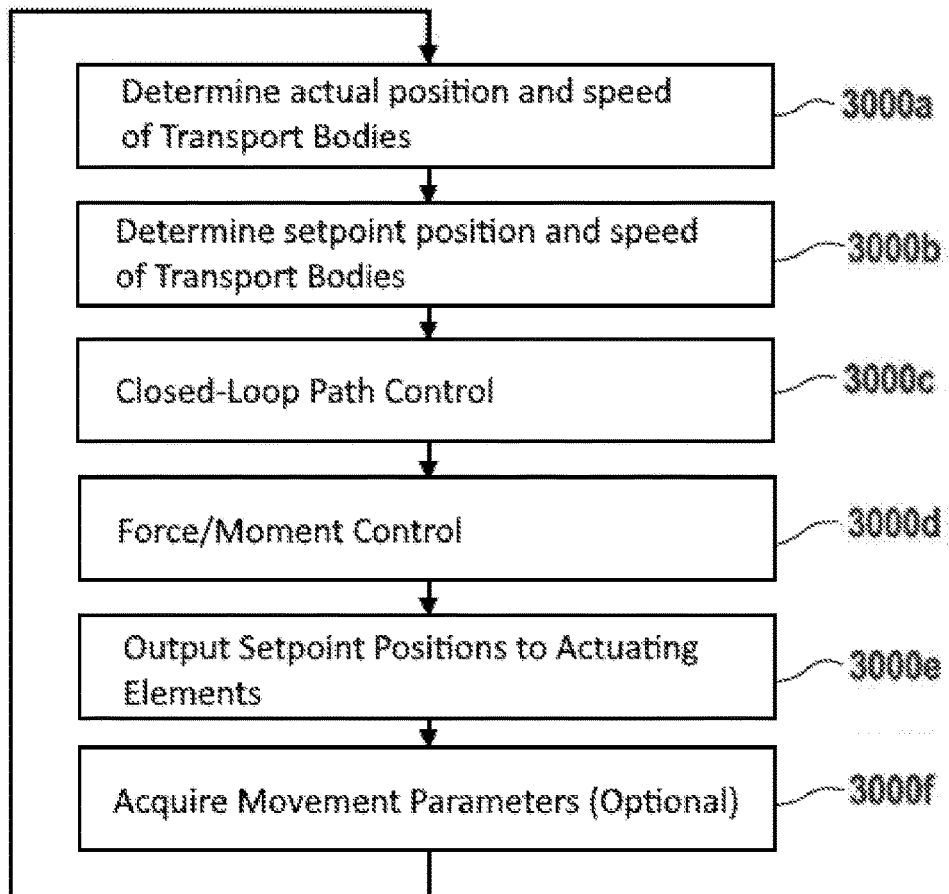 Determine actual position and speed
of Transport Bodies
3000a
Determine setpoint position and speed
of Transport Bodies
3000b
Closed-Loop Path Control
3000c
Force/Moment Control
3000d
Output Setpoint Positions to Actuating
Elements
3000e
Acquire Movement Parameters (Optional)
3000f